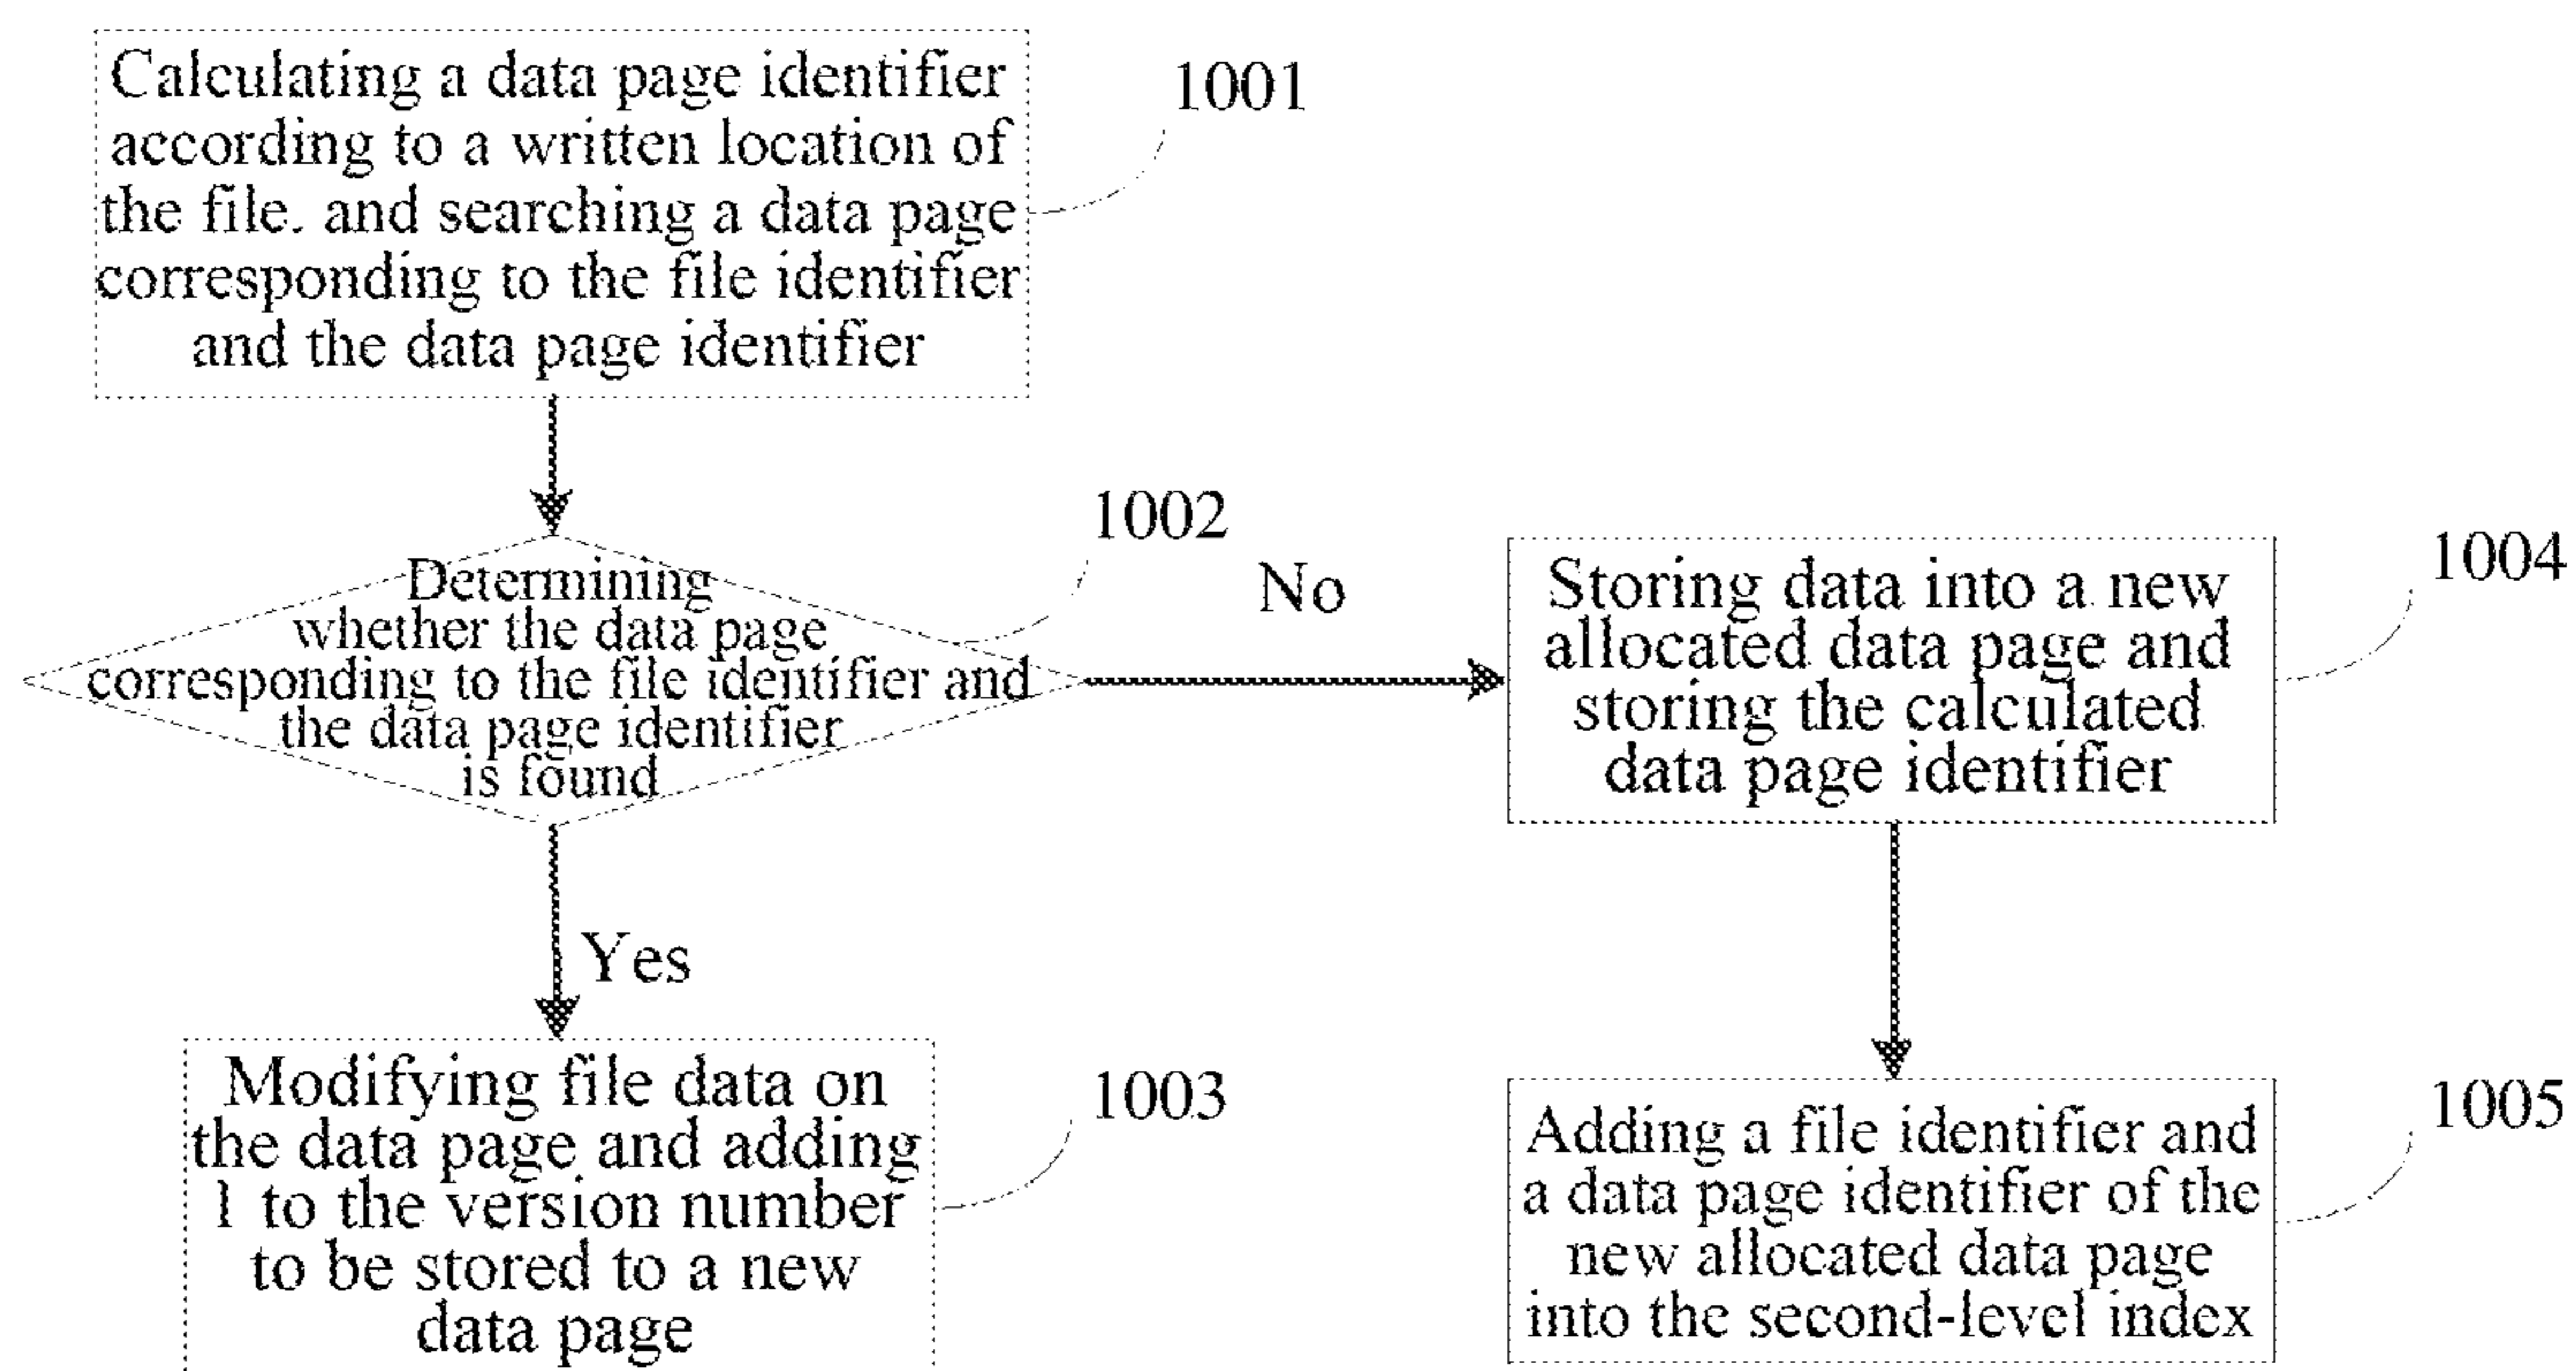 Calculating a data page identifier
according to a written location of
the file. and searching a data page
corresponding to the file identifier
and the data page identifier
1001
Determining
whether the data page
corresponding to the file identifier and
the data page identifier
is found
1002
No
Storing data into a new
allocated data page and
storing the calculated
data page identifier
1004
Yes
Modifying file data on
the data page and adding
1 to the version number
to be stored to a new
data page
1003
Adding a file identifier and
a data page identifier of the
new allocated data page
into the second-level index
1005